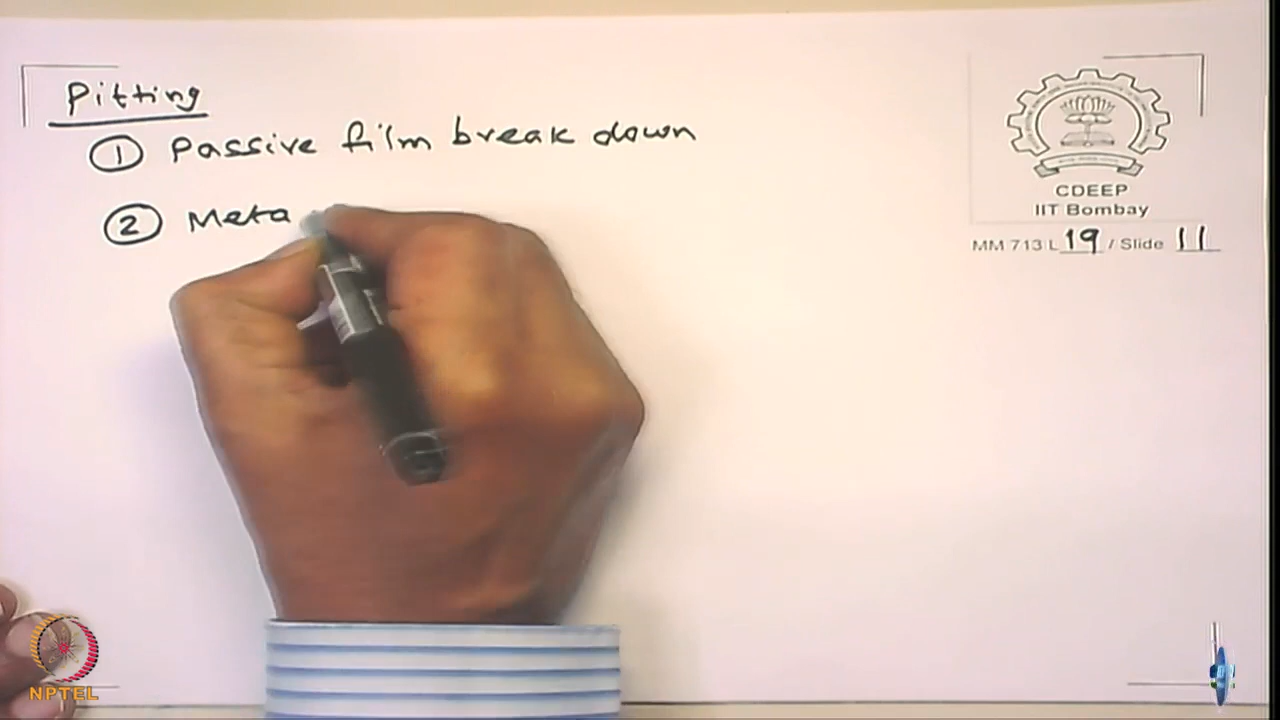 Pitting
① Passive film break down
② Meta
CDEEP
IIT Bombay
MM 713 L 19 / Slide 11
NPTEL